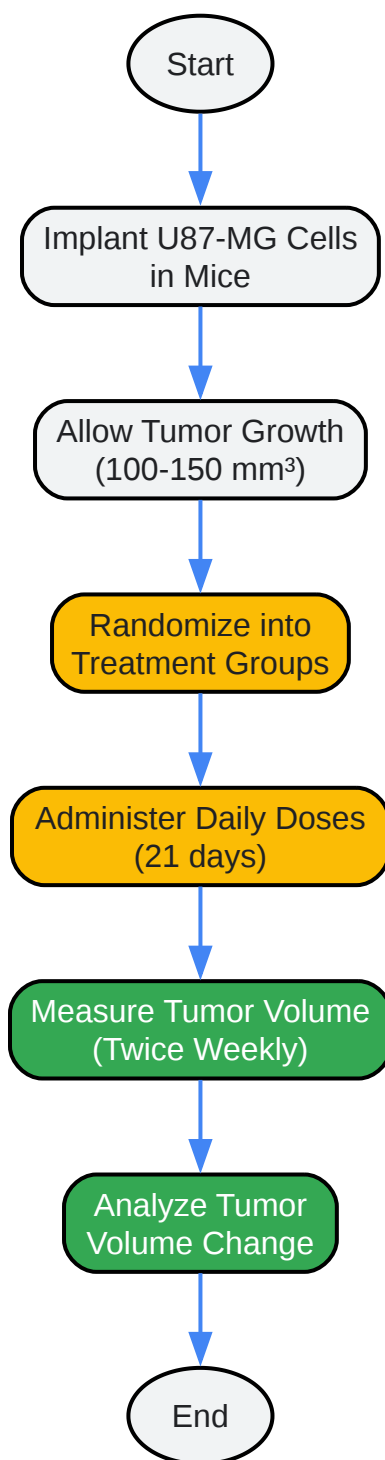 Start
Implant U87-MG Cells
in Mice
Allow Tumor Growth
(100-150 mm³)
Randomize into
Treatment Groups
Administer Daily Doses
(21 days)
Measure Tumor Volume
(Twice Weekly)
Analyze Tumor
Volume Change
End